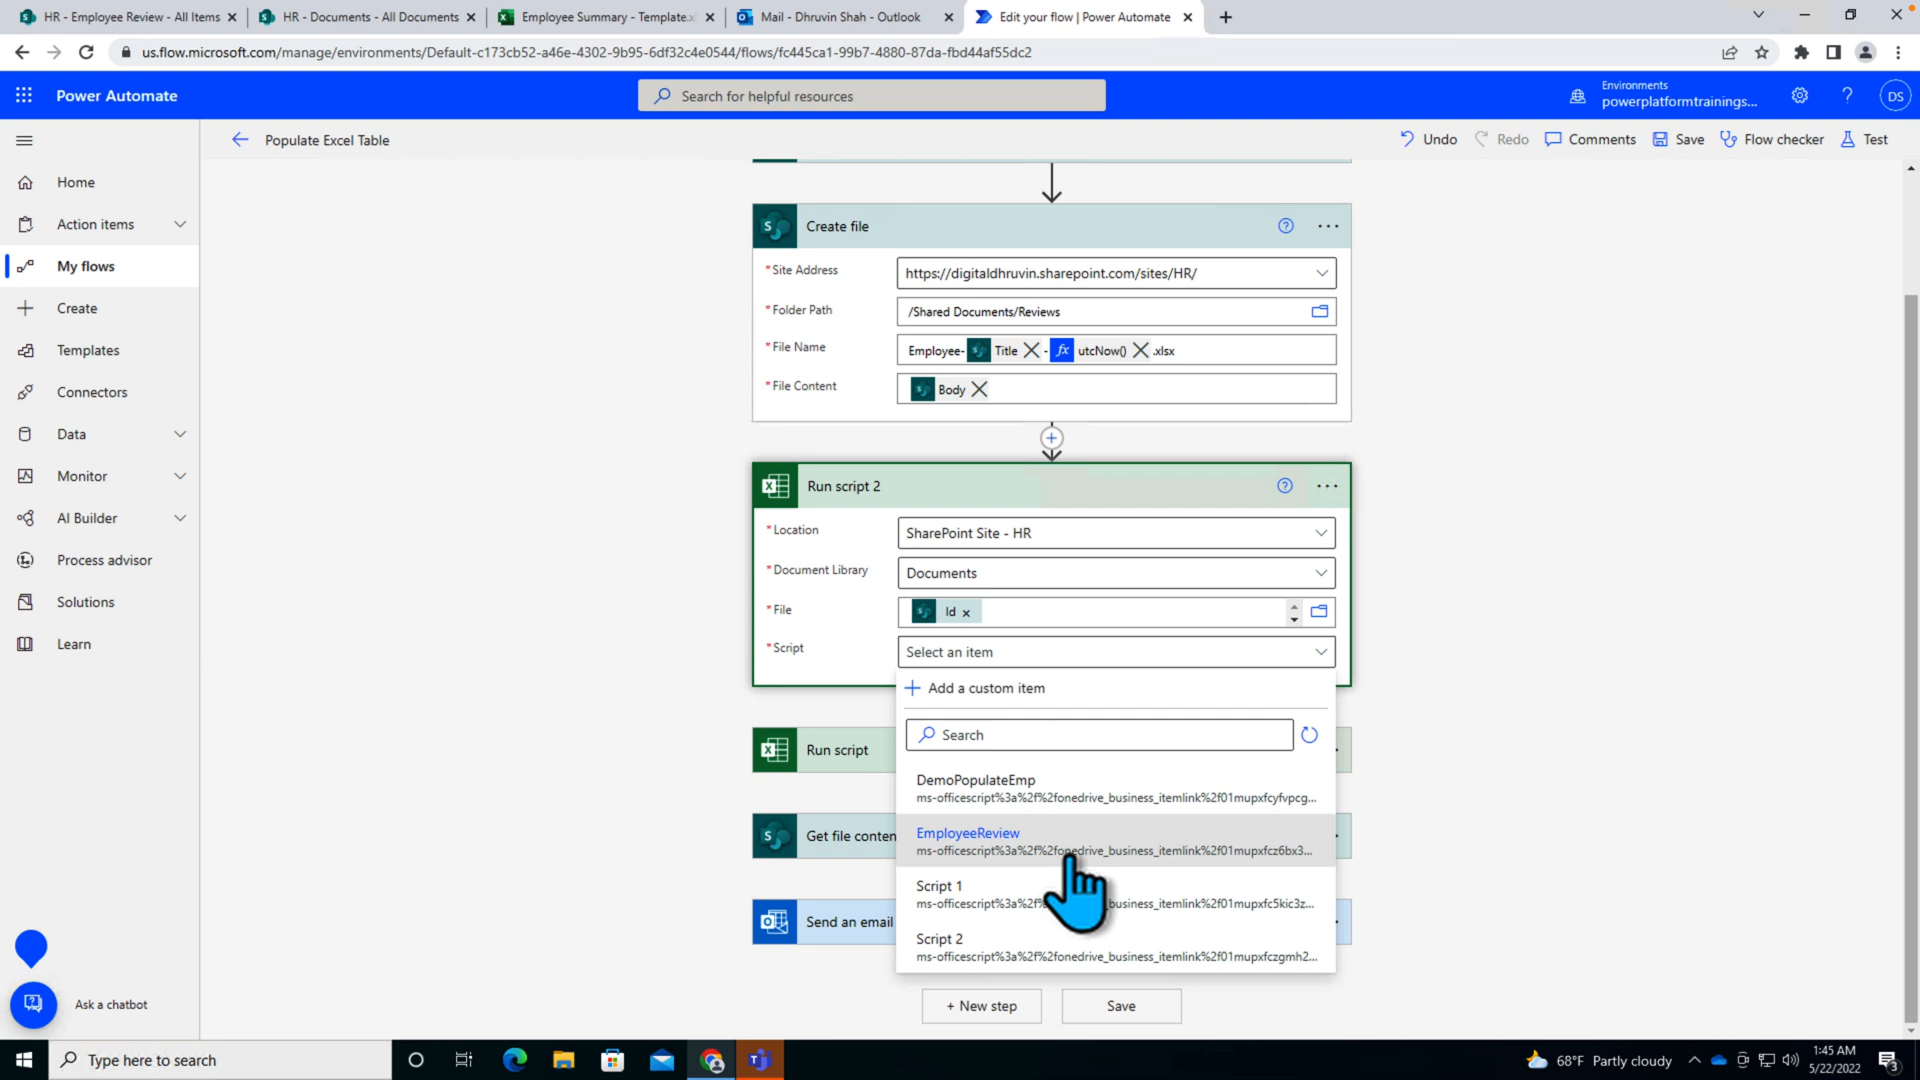 HR - Employee Review - All Items
HR - Documents - All Documents
Employee Summary - Template.x
Mail - Dhruvin Shah - Outlook
Edit your flow | Power Automate
us.flow.microsoft.com/manage/environments/Default-c173cb52-a46e-4302-9b95-6df32c4e0544/flows/fc445ca1-99b7-4880-87da-fbd44af55dc2
Power Automate
Search for helpful resources
Environments
powerplatformtrainings...
DS
Populate Excel Table
Undo
Redo
Comments
Save
Flow checker
Test
Home
Action items
My flows
Create
Templates
Connectors
Data
Monitor
AI Builder
Process advisor
Solutions
Learn
Ask a chatbot
Create file
* Site Address
https://digitaldhruvin.sharepoint.com/sites/HR/
* Folder Path
/Shared Documents/Reviews
* File Name
Employee- Title - fx utcNow() .xlsx
* File Content
Body
Run script 2
* Location
SharePoint Site - HR
* Document Library
Documents
* File
Id
* Script
Select an item
Add a custom item
Search
DemoPopulateEmp
ms-officescript%3a%2f%2fonedrive_business_itemlink%2f01mupxfcyfvpcg...
EmployeeReview
ms-officescript%3a%2f%2fonedrive_business_itemlink%2f01mupxfcz6bx3...
Script 1
ms-officescript%3a%2f business_itemlink%2f01mupxfc5kic3z...
Script 2
ms-officescript%3a%2f%2fonedrive_business_itemlink%2f01mupxfczgmh2...
Run script
Get file conten
Send an email
+ New step
Save
Type here to search
68°F Partly cloudy
1:45 AM
5/22/2022
3